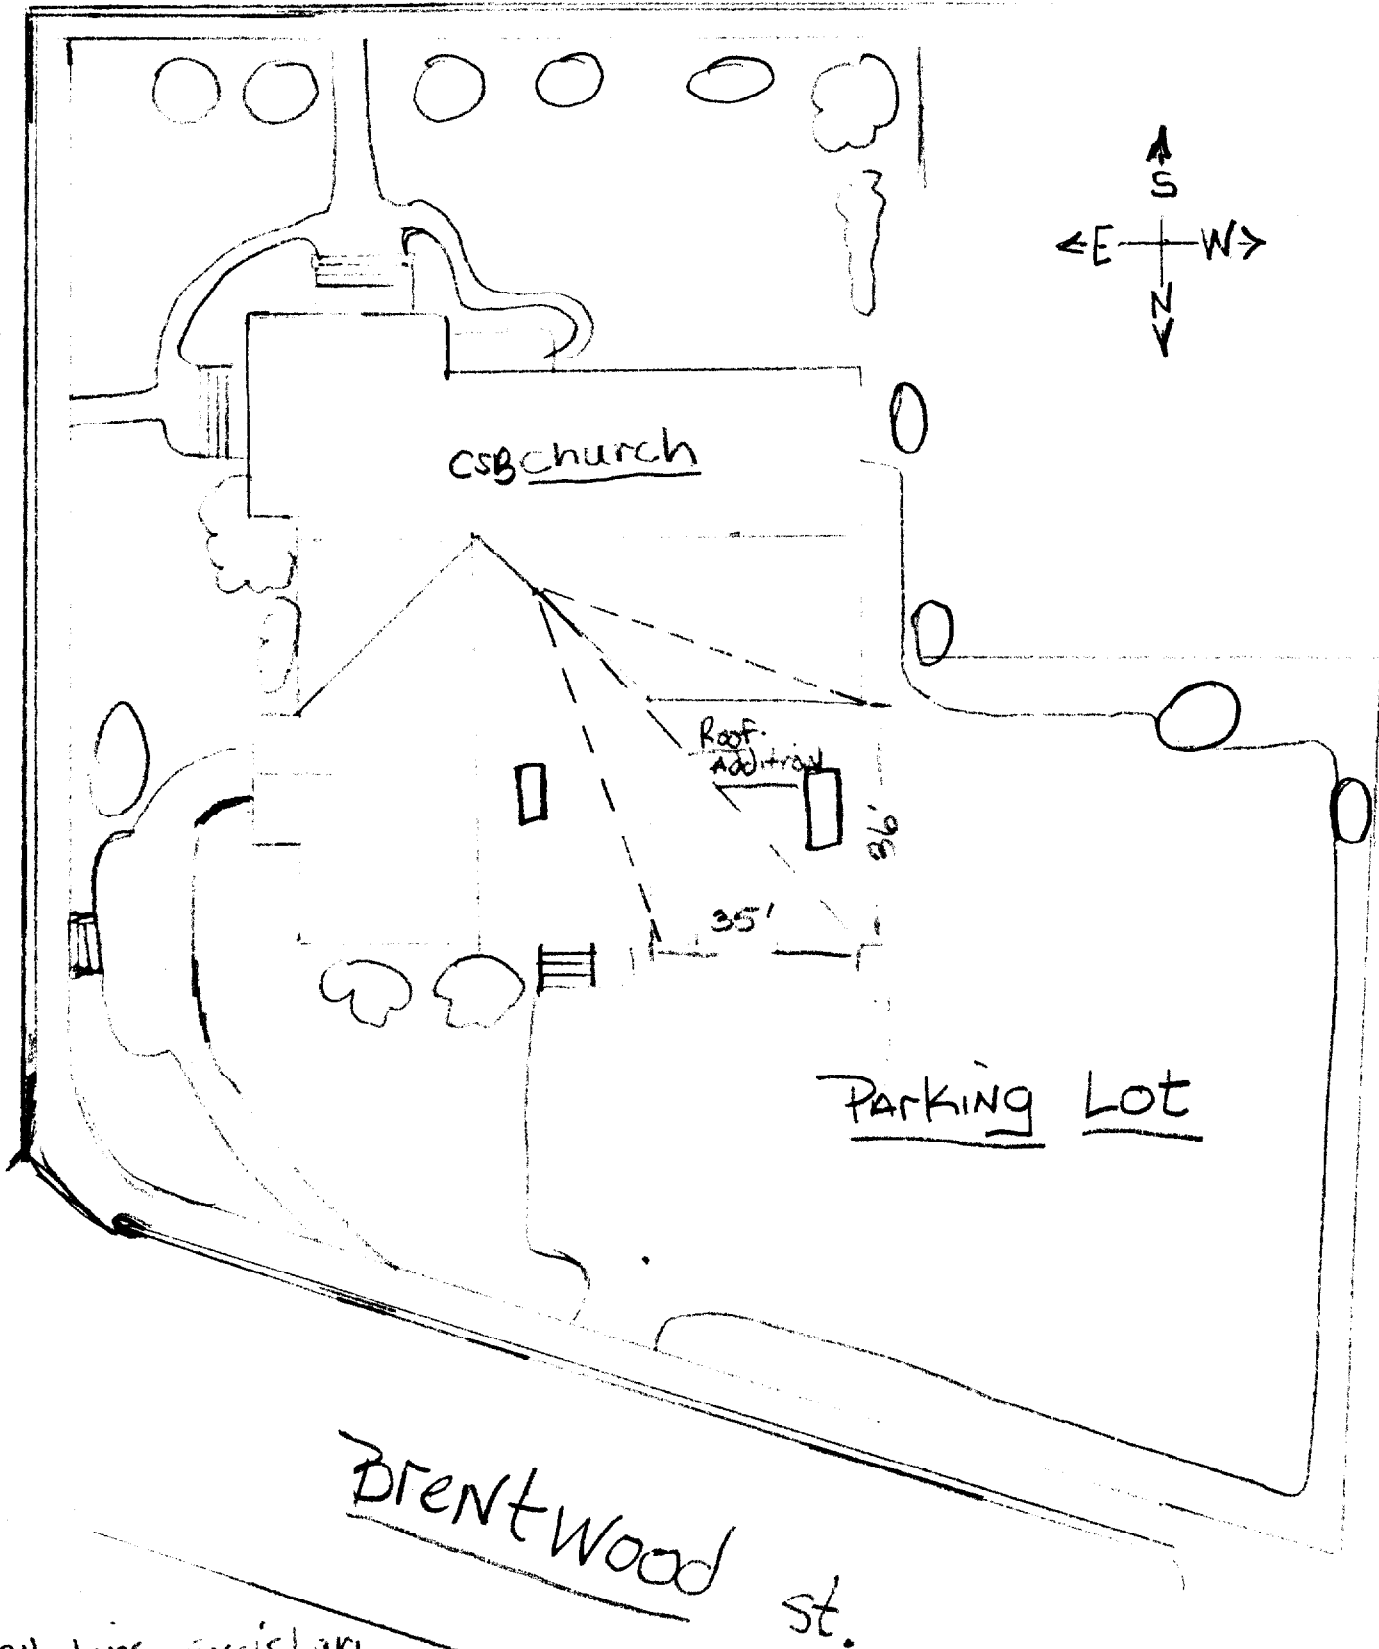 S
E W
N
CSB Church
Roof
Addition
36'
35'
Parking Lot
Brentwood st.